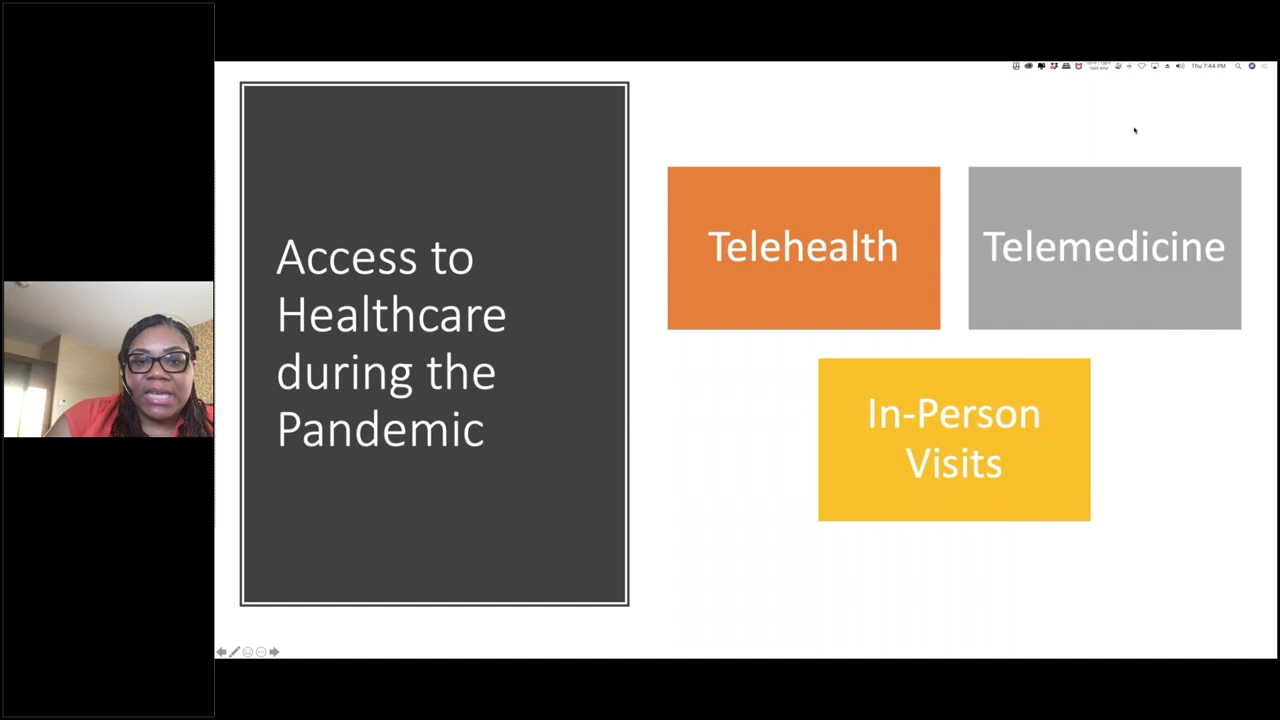 Thu 7:44 PM
Access to
Healthcare
during the
Pandemic
Telehealth
Telemedicine
In-Person
Visits